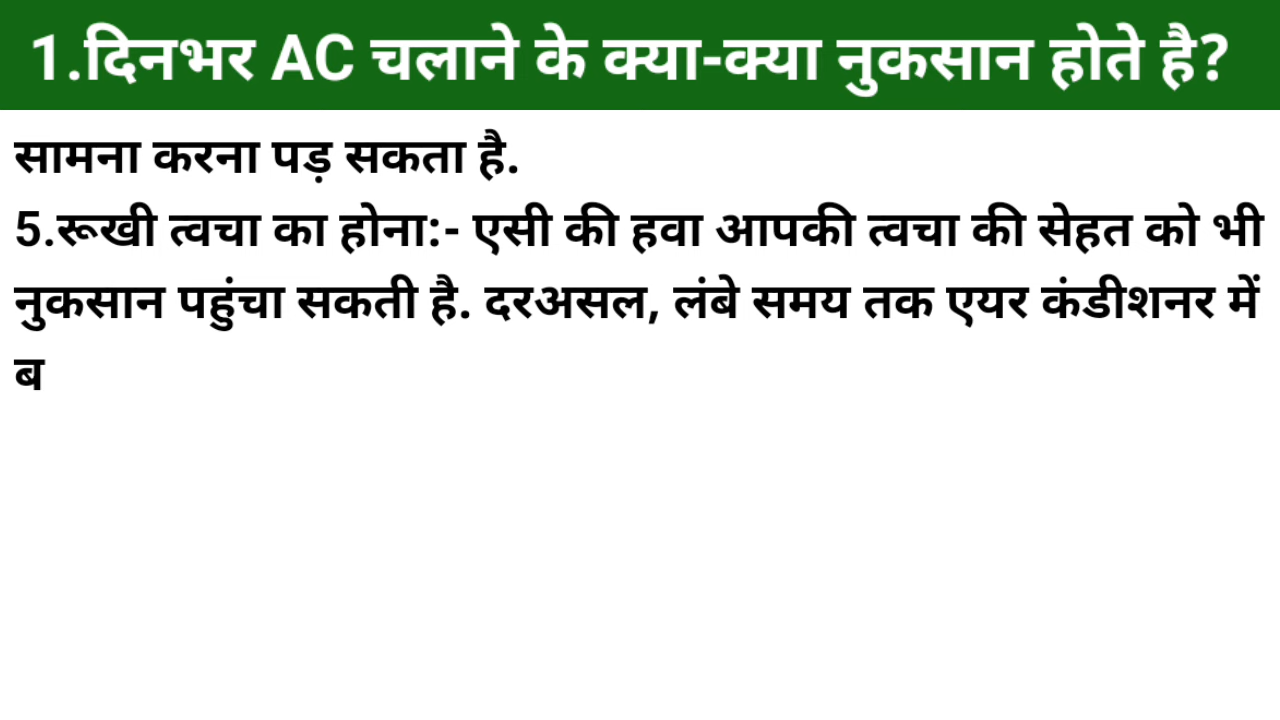 1.दिनभर AC चलाने के क्या-क्या नुकसान होते है?
सामना करना पड़ सकता है.
5.रूखी त्वचा का होना:- एसी की हवा आपकी त्वचा की सेहत को भी
नुकसान पहुंचा सकती है. दरअसल, लंबे समय तक एयर कंडीशनर में
ब